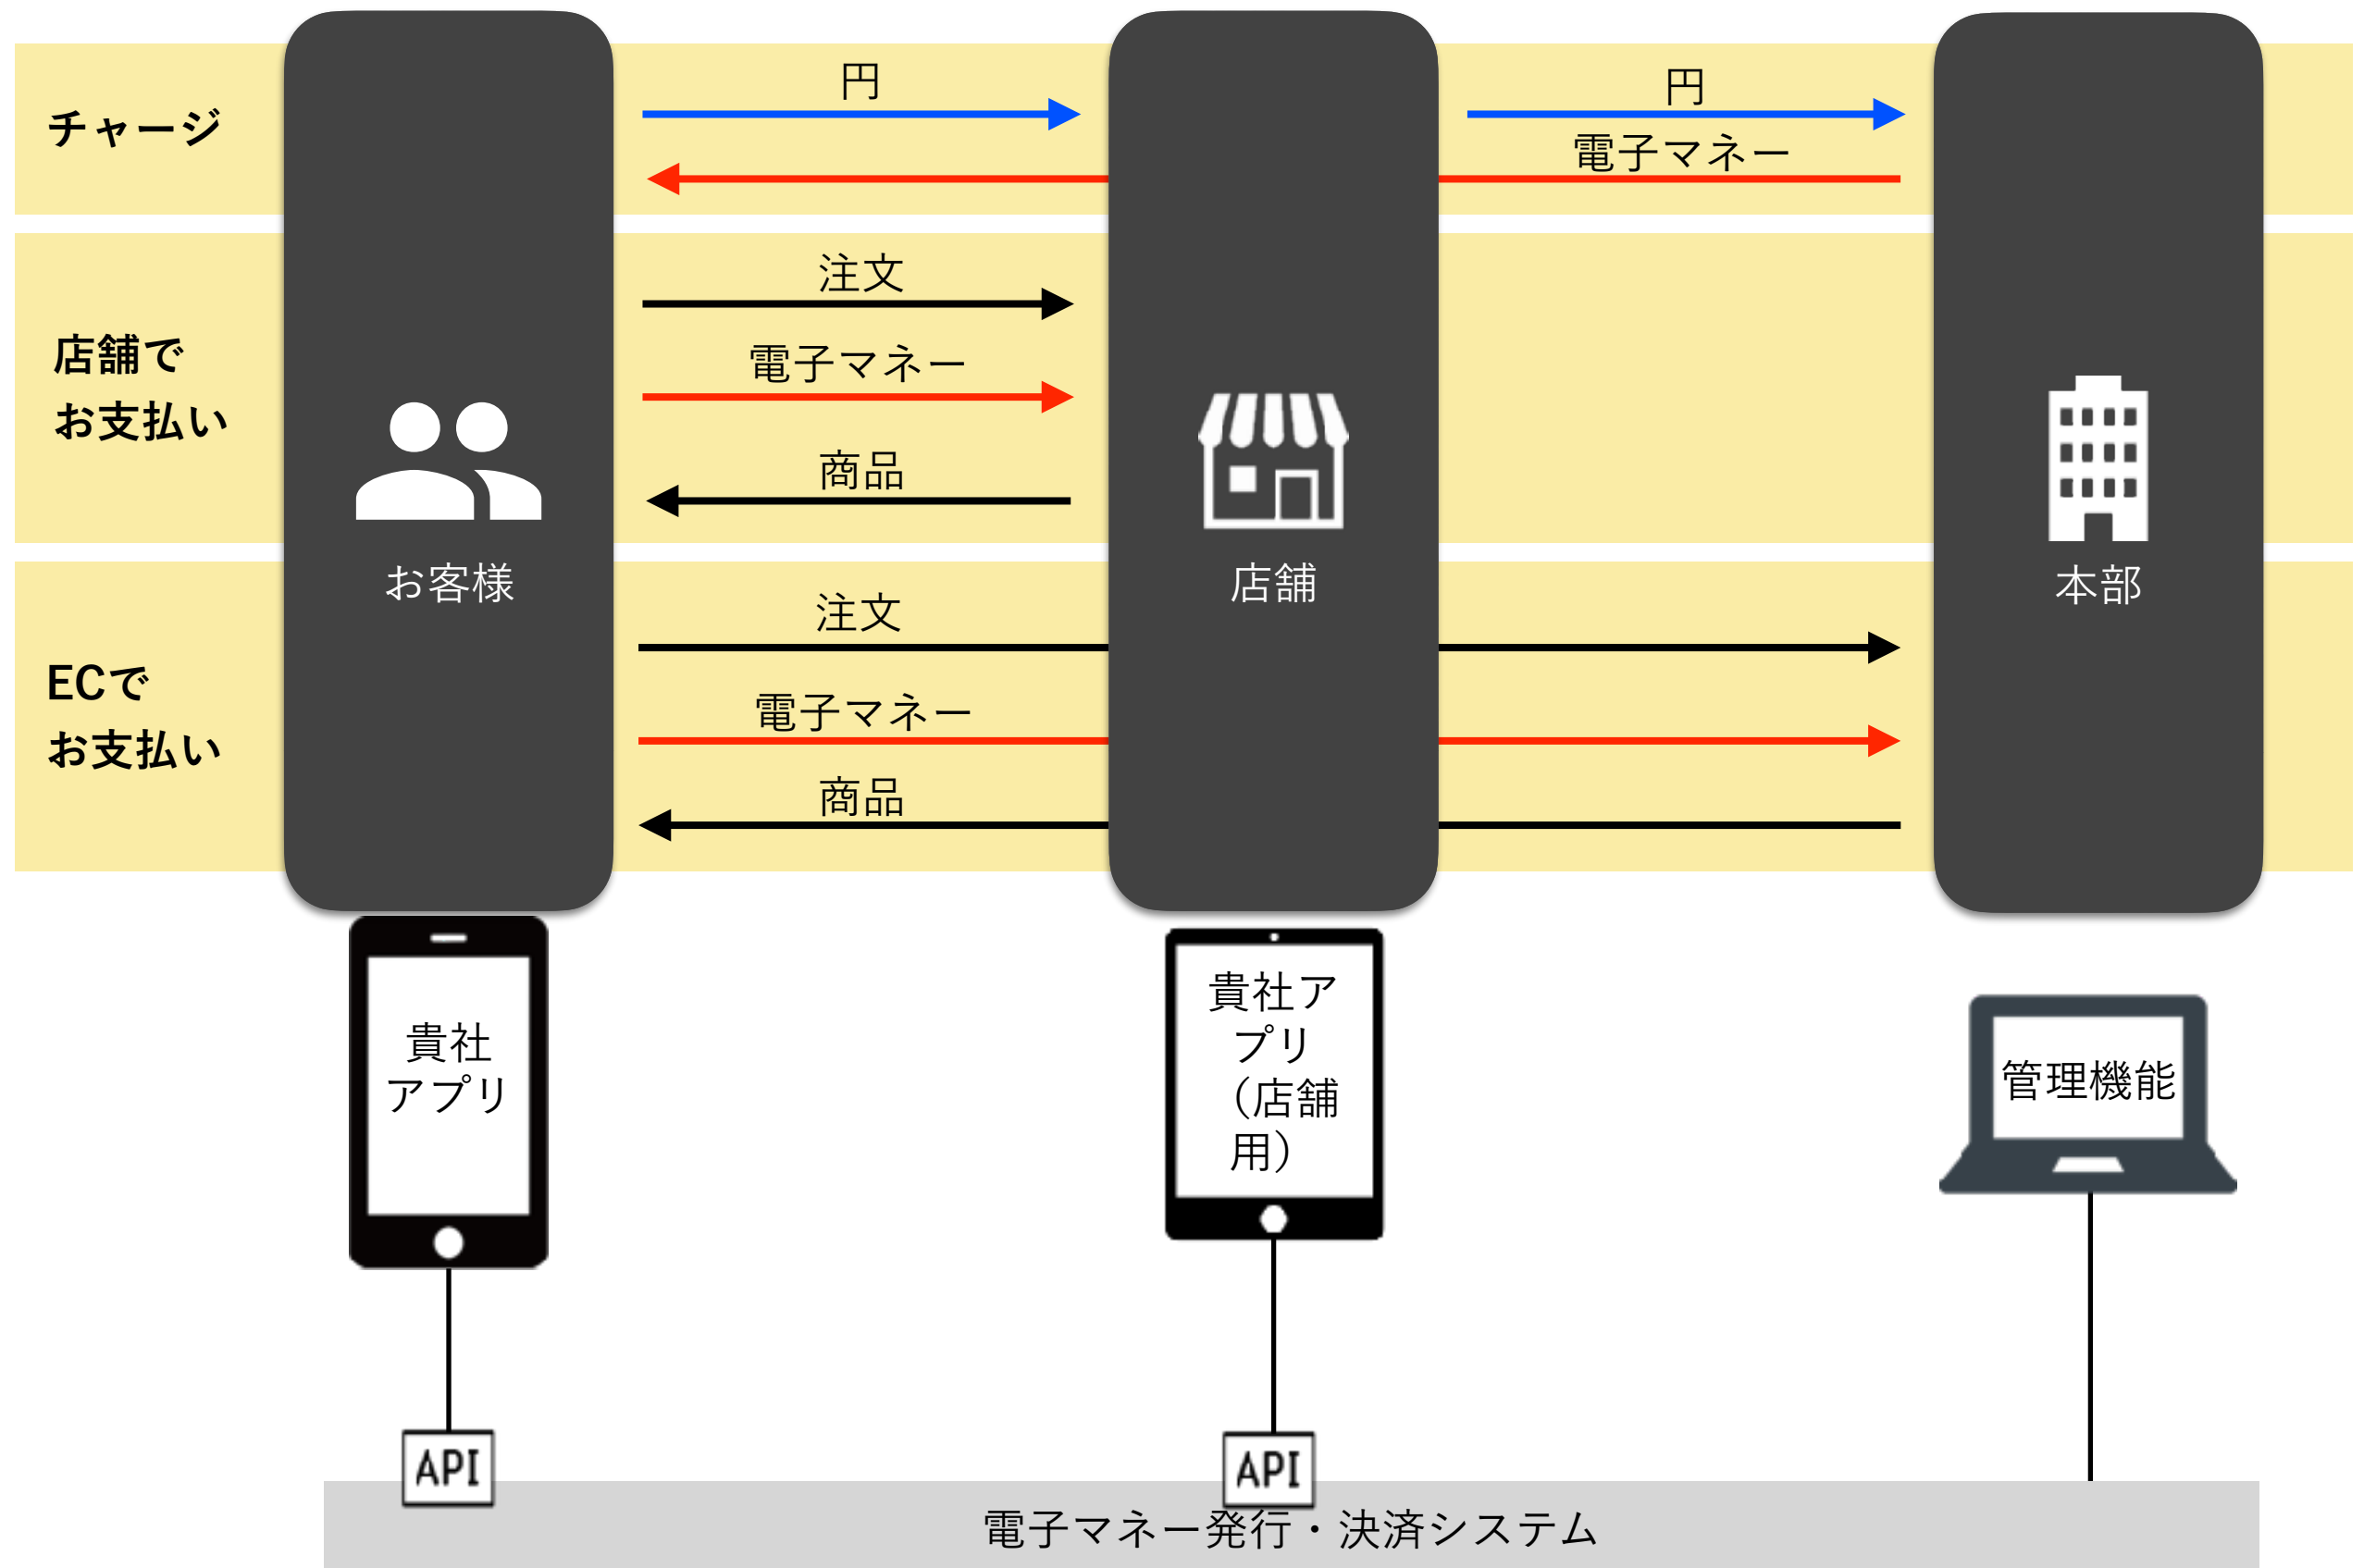 チャージ
円
円
電子マネー
店舗で
お支払い
注文
電子マネー
商品
お客様
店舗
本部
ECで
お支払い
注文
電子マネー
商品
貴社
アプリ
貴社ア
プリ
（店舗
用）
管理機能
API
API
電子マネー発行・決済システム